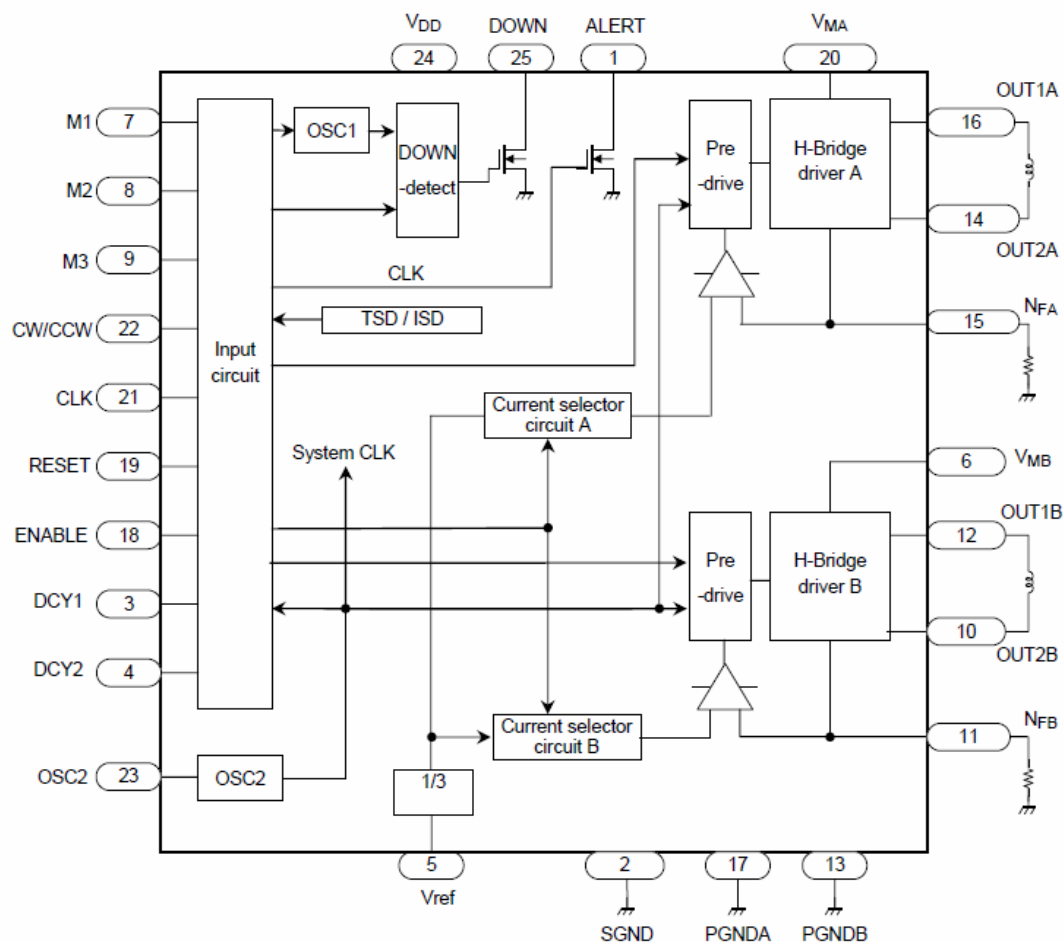 VDD DOWN ALERT VMA
24 25 1 20
OUT1A
M1 7
OSC1
DOWN
-detect
Pre
-drive
H-Bridge
driver A
16
M2 8
14
OUT2A
M3 9
CLK
TSD / ISD
NFA
15
CW/CCW 22
Input
circuit
CLK 21
Current selector
circuit A
System CLK
VMB
6
RESET 19
OUT1B
ENABLE 18
12
Pre
-drive
H-Bridge
driver B
DCY1 3
10
OUT2B
DCY2 4
Current selector
circuit B
NFB
11
OSC2 23
OSC2
1/3
5 2 17 13
Vref
SGND PGNDA PGNDB